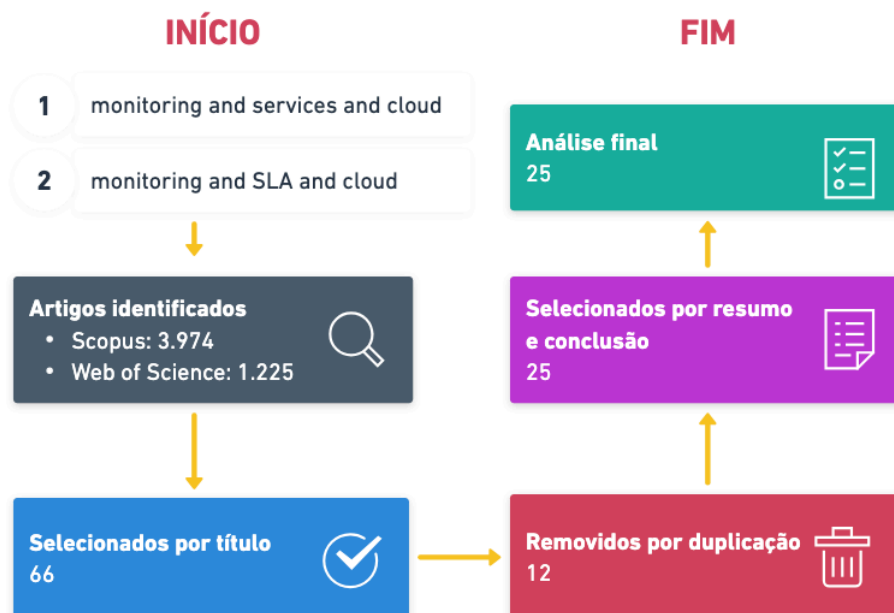 INÍCIO
1 monitoring and services and cloud
2 monitoring and SLA and cloud
Artigos identificados
• Scopus: 3.974
• Web of Science: 1.225
Selecionados por título
66
Removidos por duplicação
12
Selecionados por resumo
e conclusão
25
Análise final
25
FIM